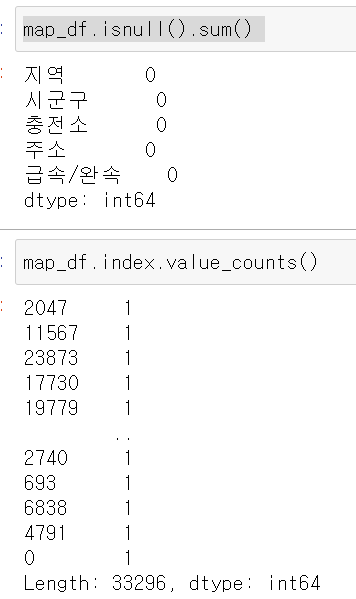 map_df.isnull().sum()
지역 0
시군구 0
충전소 0
주소 0
급속/완속 0
dtype: int64
map_df.index.value_counts()
2047 1
11567 1
23873 1
17730 1
19779 1
..
2740 1
693 1
6838 1
4791 1
0 1
Length: 33296, dtype: int64